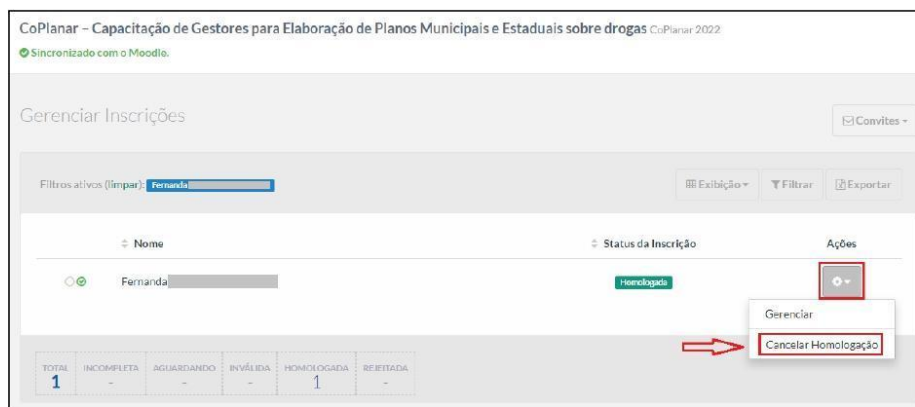 CoPlanar – Capacitação de Gestores para Elaboração de Planos Municipais e Estaduais sobre drogas CoPlanar 2022
Sincronizado com o Moodle.
Gerenciar Inscrições
Convites
Filtros ativos (limpar): Fernanda
Exibição Filtrar Exportar
Nome Status da Inscrição Ações
Fernanda Homologada
Gerenciar
Cancelar Homologação
TOTAL INCOMPLETA AGUARDANDO INVÁLIDA HOMOLOGADA REJEITADA
1 - - - 1 -